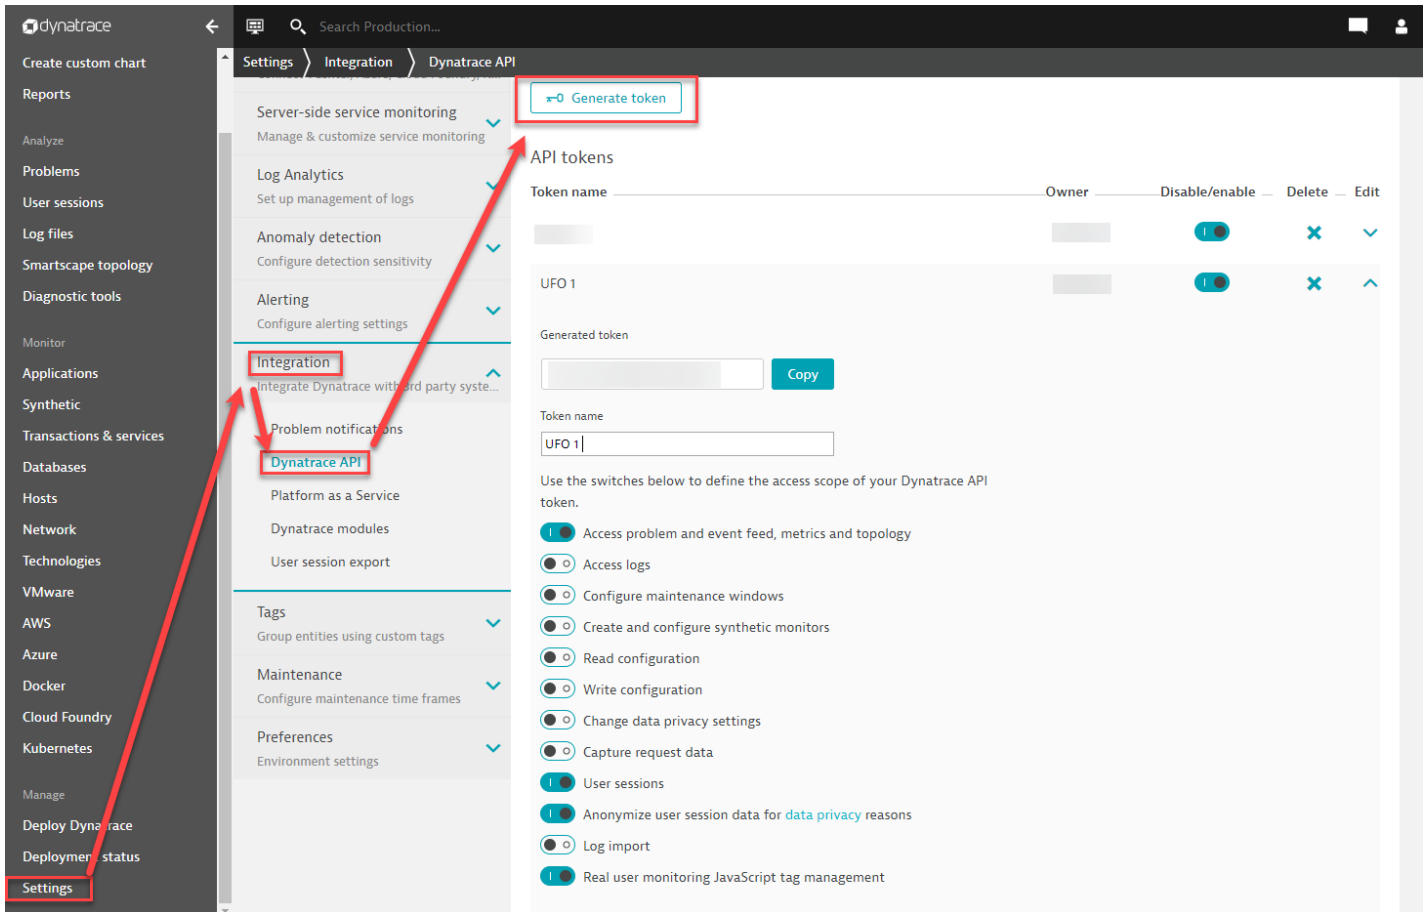 dynatrace
Search Production...
Create custom chart
Reports
Analyze
Problems
User sessions
Log files
Smartscape topology
Diagnostic tools
Monitor
Applications
Synthetic
Transactions & services
Databases
Hosts
Network
Technologies
VMware
AWS
Azure
Docker
Cloud Foundry
Kubernetes
Manage
Deploy Dynatrace
Deployment status
Settings
Settings Integration Dynatrace API
Server-side service monitoring
Manage & customize service monitoring
Log Analytics
Set up management of logs
Anomaly detection
Configure detection sensitivity
Alerting
Configure alerting settings
Integration
Integrate Dynatrace with 3rd party syste...
Problem notifications
Dynatrace API
Platform as a Service
Dynatrace modules
User session export
Tags
Group entities using custom tags
Maintenance
Configure maintenance time frames
Preferences
Environment settings
Generate token
API tokens
Token name Owner Disable/enable Delete Edit
UFO 1
Generated token
Copy
Token name
UFO 1
Use the switches below to define the access scope of your Dynatrace API
token.
Access problem and event feed, metrics and topology
Access logs
Configure maintenance windows
Create and configure synthetic monitors
Read configuration
Write configuration
Change data privacy settings
Capture request data
User sessions
Anonymize user session data for data privacy reasons
Log import
Real user monitoring JavaScript tag management